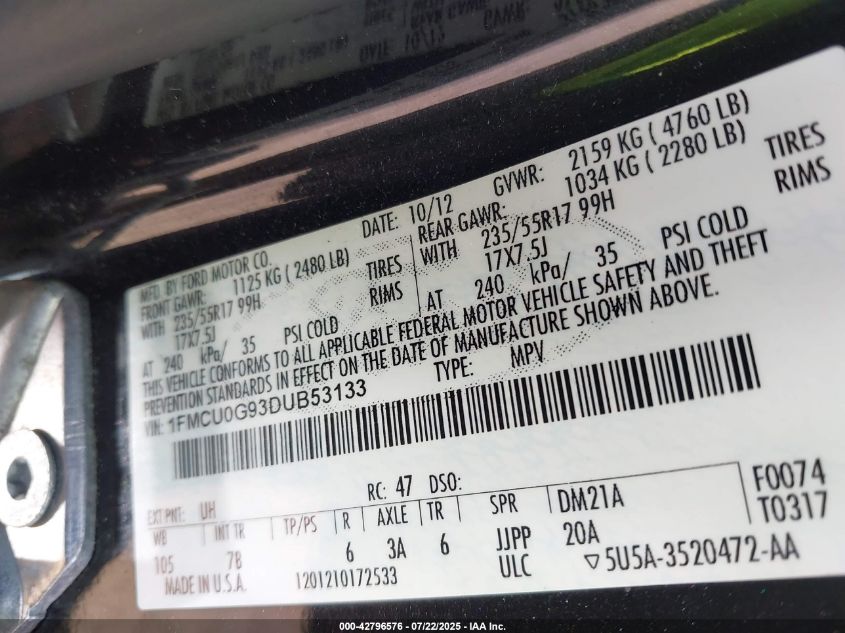 MFD. BY FORD MOTOR CO.
DATE: 10/12
GVWR: 2159 KG ( 4760 LB)
FRONT GAWR: 1125 KG ( 2480 LB)
REAR GAWR: 1034 KG ( 2280 LB)
WITH 235/55R17 99H TIRES
WITH 235/55R17 99H TIRES
17X7.5J RIMS
17X7.5J RIMS
AT 240 kPa/ 35 PSI COLD
AT 240 kPa/ 35 PSI COLD
THIS VEHICLE CONFORMS TO ALL APPLICABLE FEDERAL MOTOR VEHICLE SAFETY AND THEFT
PREVENTION STANDARDS IN EFFECT ON THE DATE OF MANUFACTURE SHOWN ABOVE.
VIN: 1FMCU0G93DUB53133
TYPE: MPV
EXT PNT: UH RC: 47 DSO:
WB INT TR TP/PS R AXLE TR SPR DM21A F0074
105 7B 6 3A 6 JJPP 20A T0317
MADE IN U.S.A. 1201210172533 ULC ▽5U5A-3520472-AA
000-42796576 - 07/22/2025 - IAA Inc.